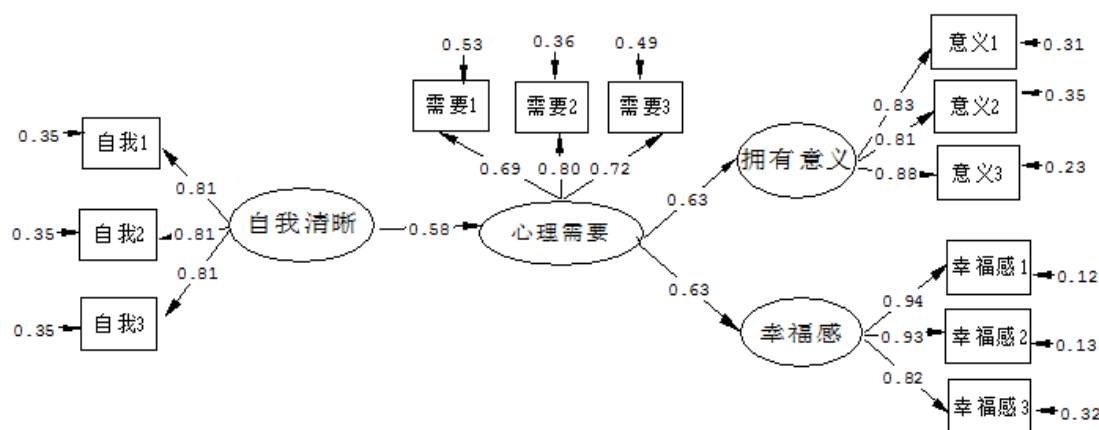 0.53
0.36
0.49
意义1
0.31
需要1
需要2
需要3
0.83
意义2
0.35
0.35
自我1
0.81
拥有意义
0.69
0.80
0.72
0.88
意义3
0.23
0.81
0.63
自我清晰
0.58
心理需要
0.35
自我2
0.81
幸福感1
0.12
0.81
0.63
0.94
0.35
自我3
幸福感
0.93
幸福感2
0.13
0.82
幸福感3
0.32